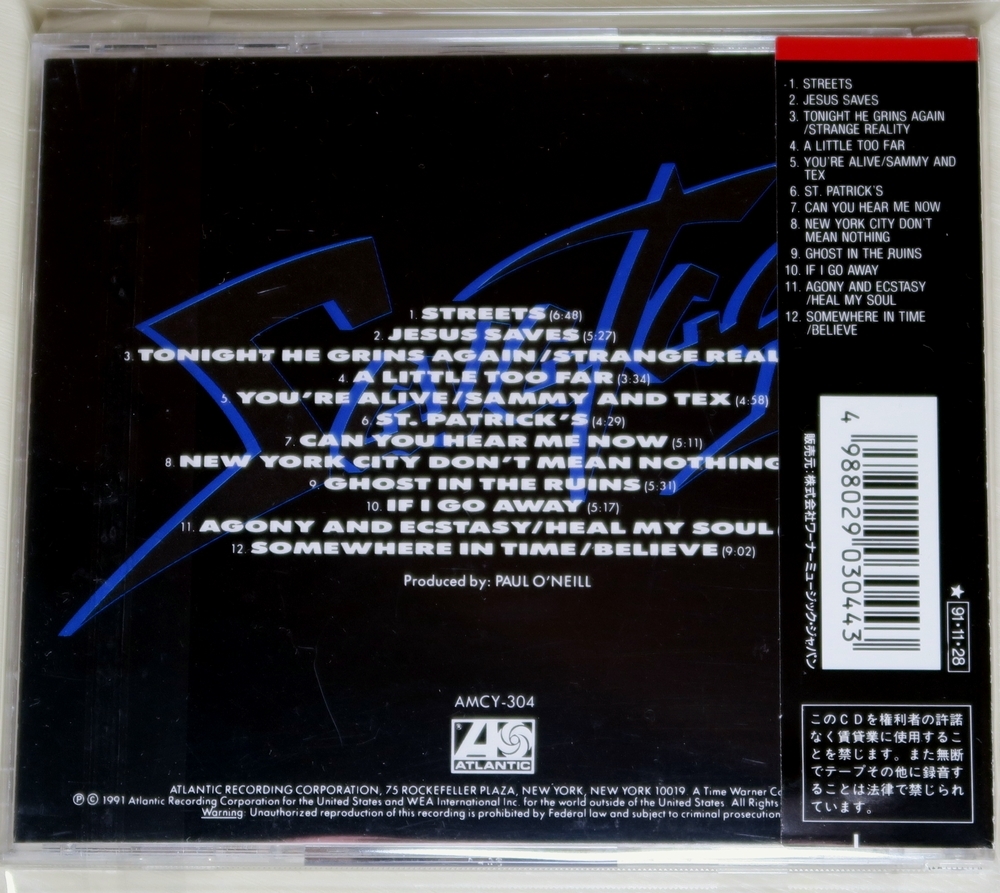 1. STREETS (6:48)
2. JESUS SAVES (5:27)
3. TONIGHT HE GRINS AGAIN/STRANGE REAL
4. A LITTLE TOO FAR (3:34)
5. YOU'RE ALIVE/SAMMY AND TEX (4:58)
6. ST. PATRICK'S (4:29)
7. CAN YOU HEAR ME NOW (5:11)
8. NEW YORK CITY DON'T MEAN NOTHING
9. GHOST IN THE RUINS (5:31)
10. IF I GO AWAY (5:17)
11. AGONY AND ECSTASY/HEAL MY SOUL (
12. SOMEWHERE IN TIME/BELIEVE (9:02)
Produced by: PAUL O'NEILL
AMCY-304
ATLANTIC
ATLANTIC RECORDING CORPORATION, 75 ROCKEFELLER PLAZA, NEW YORK, NEW YORK 10019 A Time Warner Co
℗ © 1991 Atlantic Recording Corporation for the United States and WEA International Inc. for the world outside of the United States All Rights
Warning: Unauthorized reproduction of this recording is prohibited by Federal law and subject to criminal prosecution
1. STREETS
2. JESUS SAVES
3. TONIGHT HE GRINS AGAIN
/STRANGE REALITY
4. A LITTLE TOO FAR
5. YOU'RE ALIVE/SAMMY AND
TEX
6. ST. PATRICK'S
7. CAN YOU HEAR ME NOW
8. NEW YORK CITY DON'T
MEAN NOTHING
9. GHOST IN THE RUINS
10. IF I GO AWAY
11. AGONY AND ECSTASY
/HEAL MY SOUL
12. SOMEWHERE IN TIME
/BELIEVE
4 988029 030443
販売元:株式会社ワーナーミュージック・ジャパン
★91・11・28
このCDを権利者の許諾
なく賃貸業に使用するこ
とを禁じます。また無断
でテープその他に録音す
ることは法律で禁じられ
ています。